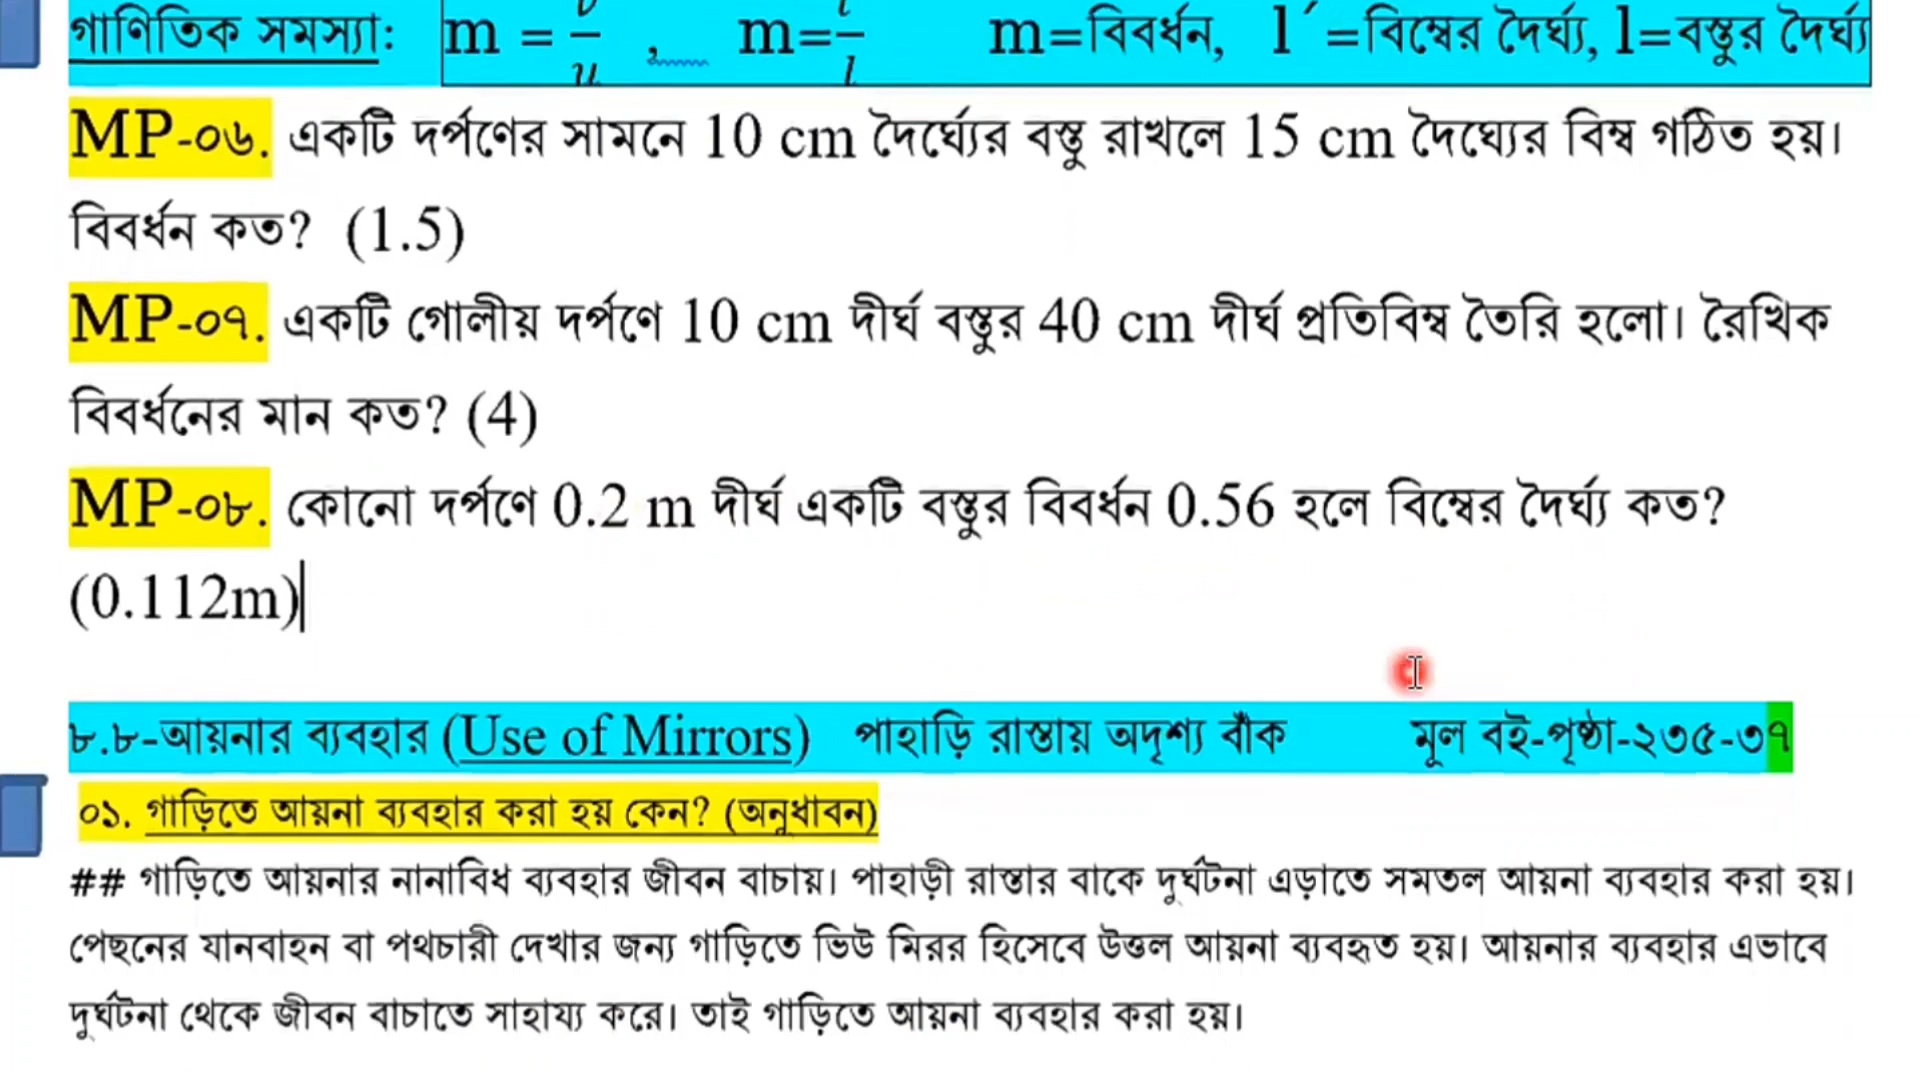 গাণিতিক সমস্যা: m = v/u , m= l′/l m=বিবর্ধন, l´ =বিম্বের দৈর্ঘ্য, l=বস্তুর দৈর্ঘ্য
MP-০৬. একটি দর্পণের সামনে 10 cm দৈর্ঘ্যের বস্তু রাখলে 15 cm দৈঘ্যের বিম্ব গঠিত হয়।
বিবর্ধন কত? (1.5)
MP-০৭. একটি গোলীয় দর্পণে 10 cm দীর্ঘ বস্তুর 40 cm দীর্ঘ প্রতিবিম্ব তৈরি হলো। রৈখিক
বিবর্ধনের মান কত? (4)
MP-০৮. কোনো দর্পণে 0.2 m দীর্ঘ একটি বস্তুর বিবর্ধন 0.56 হলে বিম্বের দৈর্ঘ্য কত?
(0.112m)
৮.৮-আয়নার ব্যবহার (Use of Mirrors) পাহাড়ি রাস্তায় অদৃশ্য বাঁক মূল বই-পৃষ্ঠা-২৩৫-৩৭
০১. গাড়িতে আয়না ব্যবহার করা হয় কেন? (অনুধাবন)
## গাড়িতে আয়নার নানাবিধ ব্যবহার জীবন বাচায়। পাহাড়ী রাস্তার বাকে দুর্ঘটনা এড়াতে সমতল আয়না ব্যবহার করা হয়।
পেছনের যানবাহন বা পথচারী দেখার জন্য গাড়িতে ভিউ মিরর হিসেবে উত্তল আয়না ব্যবহৃত হয়। আয়নার ব্যবহার এভাবে
দুর্ঘটনা থেকে জীবন বাচাতে সাহায্য করে। তাই গাড়িতে আয়না ব্যবহার করা হয়।